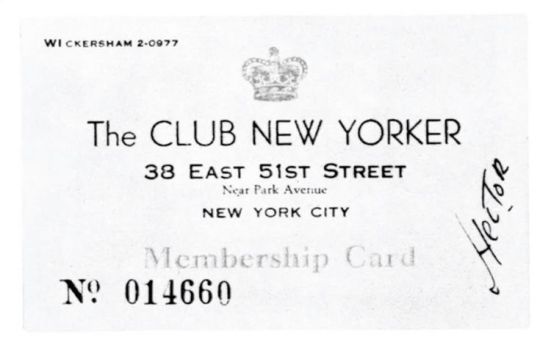 WICKERSHAM 2-0977
The CLUB NEW YORKER
38 EAST 51ST STREET
Near Park Avenue
NEW YORK CITY
Membership Card
Nº 014660
HECTOR